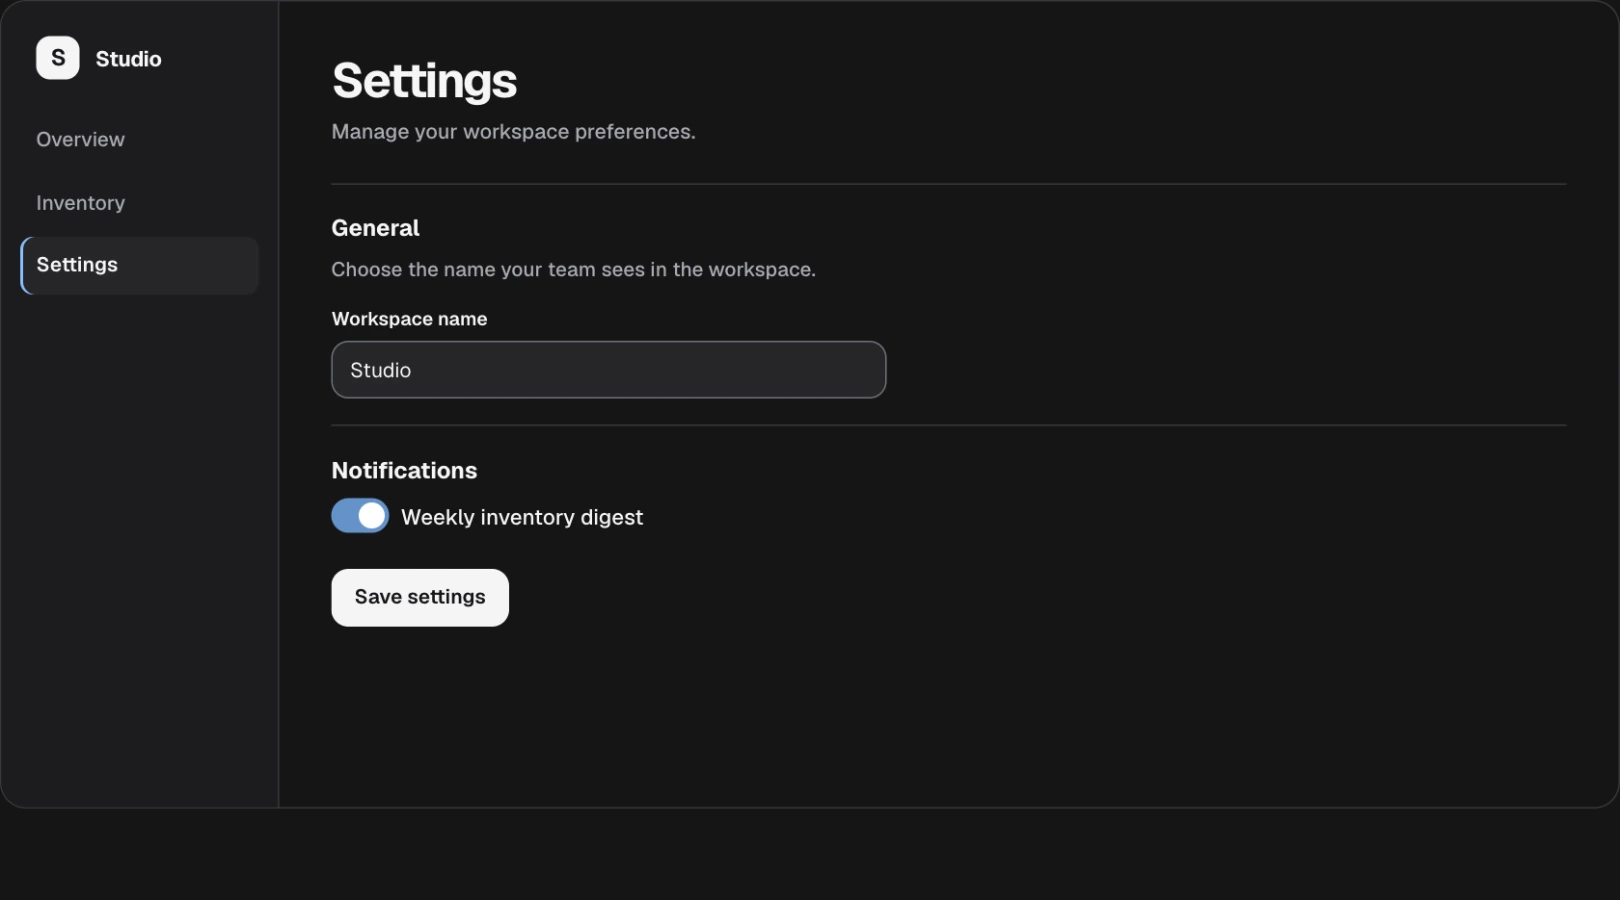 S Studio
Overview
Inventory
Settings
Settings
Manage your workspace preferences.
General
Choose the name your team sees in the workspace.
Workspace name
Studio
Notifications
Weekly inventory digest
Save settings